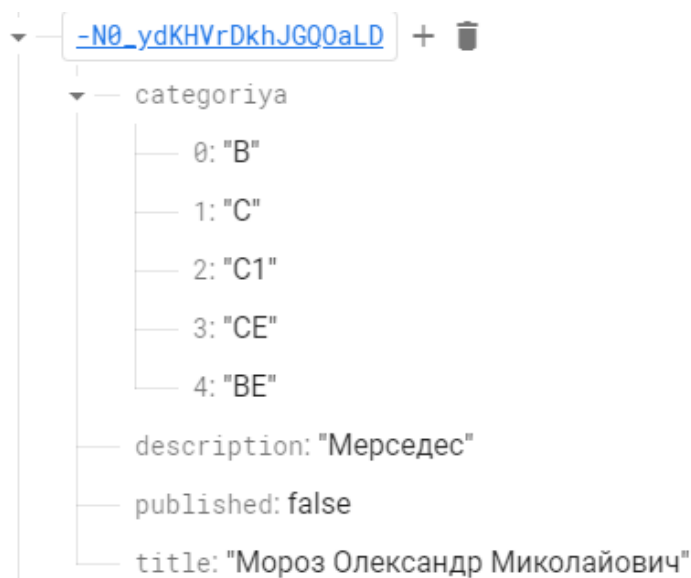 -N0_ydKHVrDkhJGQOaLD
categoriya
0: "B"
1: "C"
2: "C1"
3: "CE"
4: "BE"
description: "Мерседес"
published: false
title: "Мороз Олександр Миколайович"